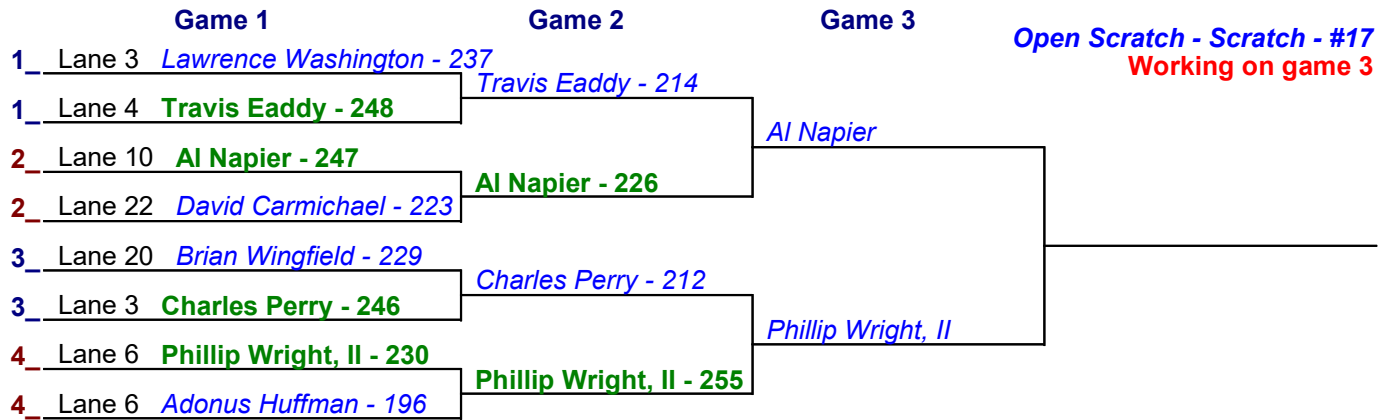 Game 1 Game 2 Game 3
Open Scratch - Scratch - #17
Working on game 3
1_ Lane 3 Lawrence Washington - 237
Travis Eaddy - 214
1_ Lane 4 Travis Eaddy - 248
Al Napier
2_ Lane 10 Al Napier - 247
Al Napier - 226
2_ Lane 22 David Carmichael - 223
3_ Lane 20 Brian Wingfield - 229
Charles Perry - 212
3_ Lane 3 Charles Perry - 246
Phillip Wright, II
4_ Lane 6 Phillip Wright, II - 230
Phillip Wright, II - 255
4_ Lane 6 Adonus Huffman - 196